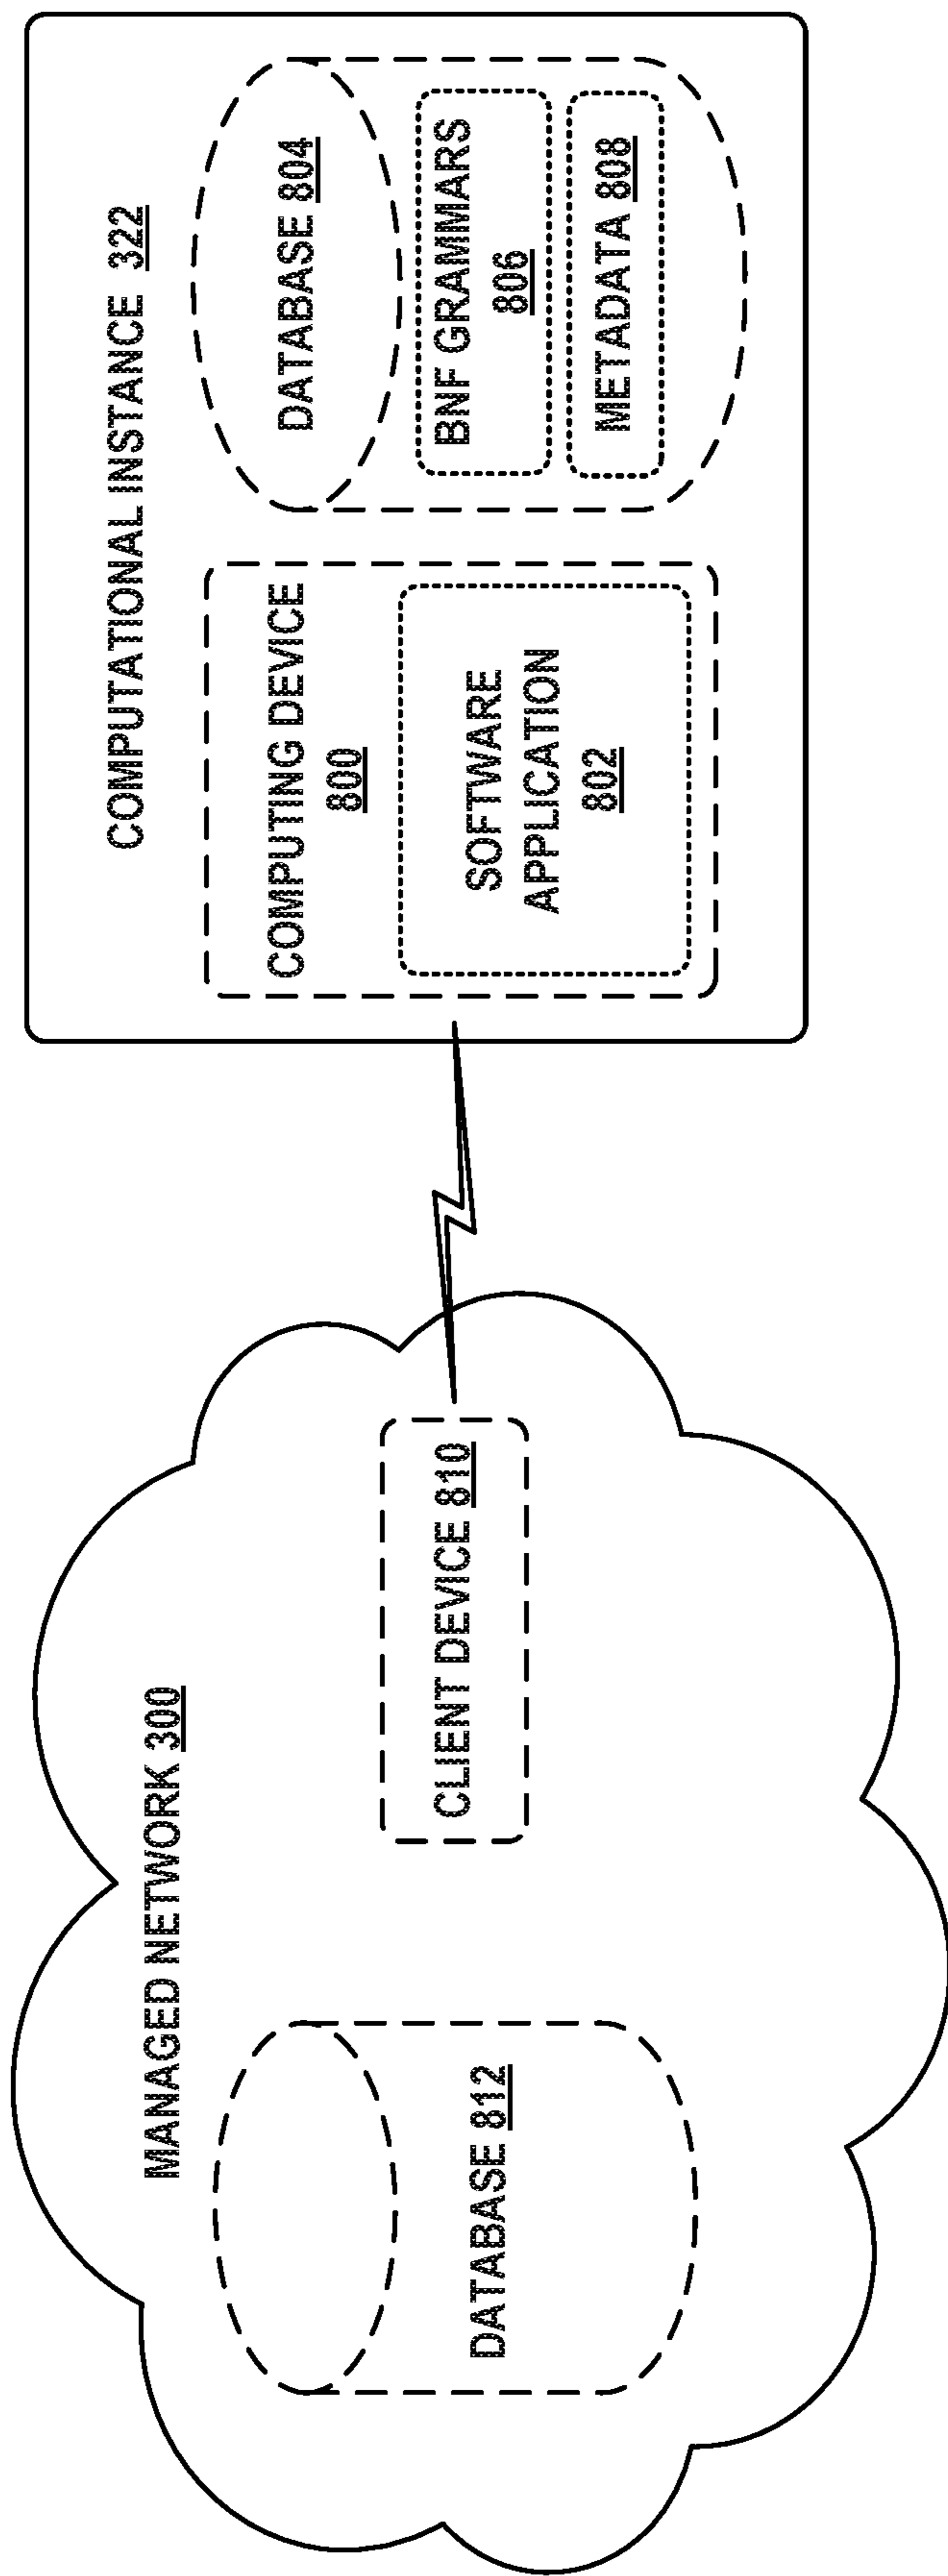 MANAGED NETWORK 300
DATABASE 812
CLIENT DEVICE 810
COMPUTATIONAL INSTANCE 322
COMPUTING DEVICE
800
SOFTWARE
APPLICATION
802
DATABASE 804
BNF GRAMMARS
806
METADATA 808